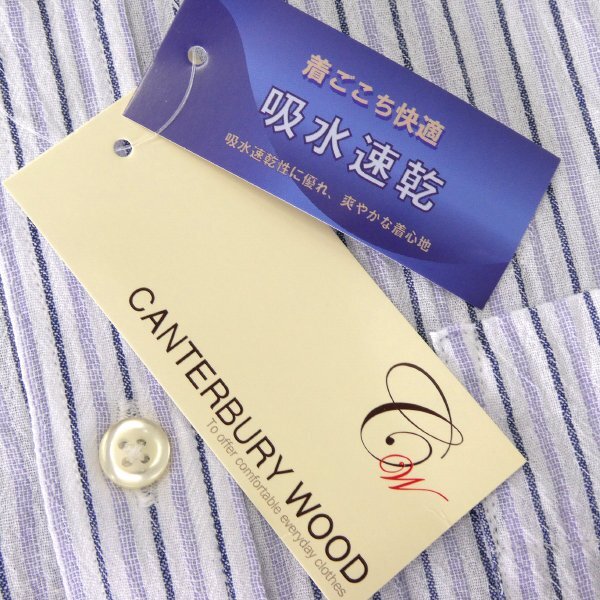 着ごこち快適
吸水速乾
吸水速乾性に優れ、爽やかな着心地
CANTERBURY WOOD
To offer comfortable everyday clothes
CW